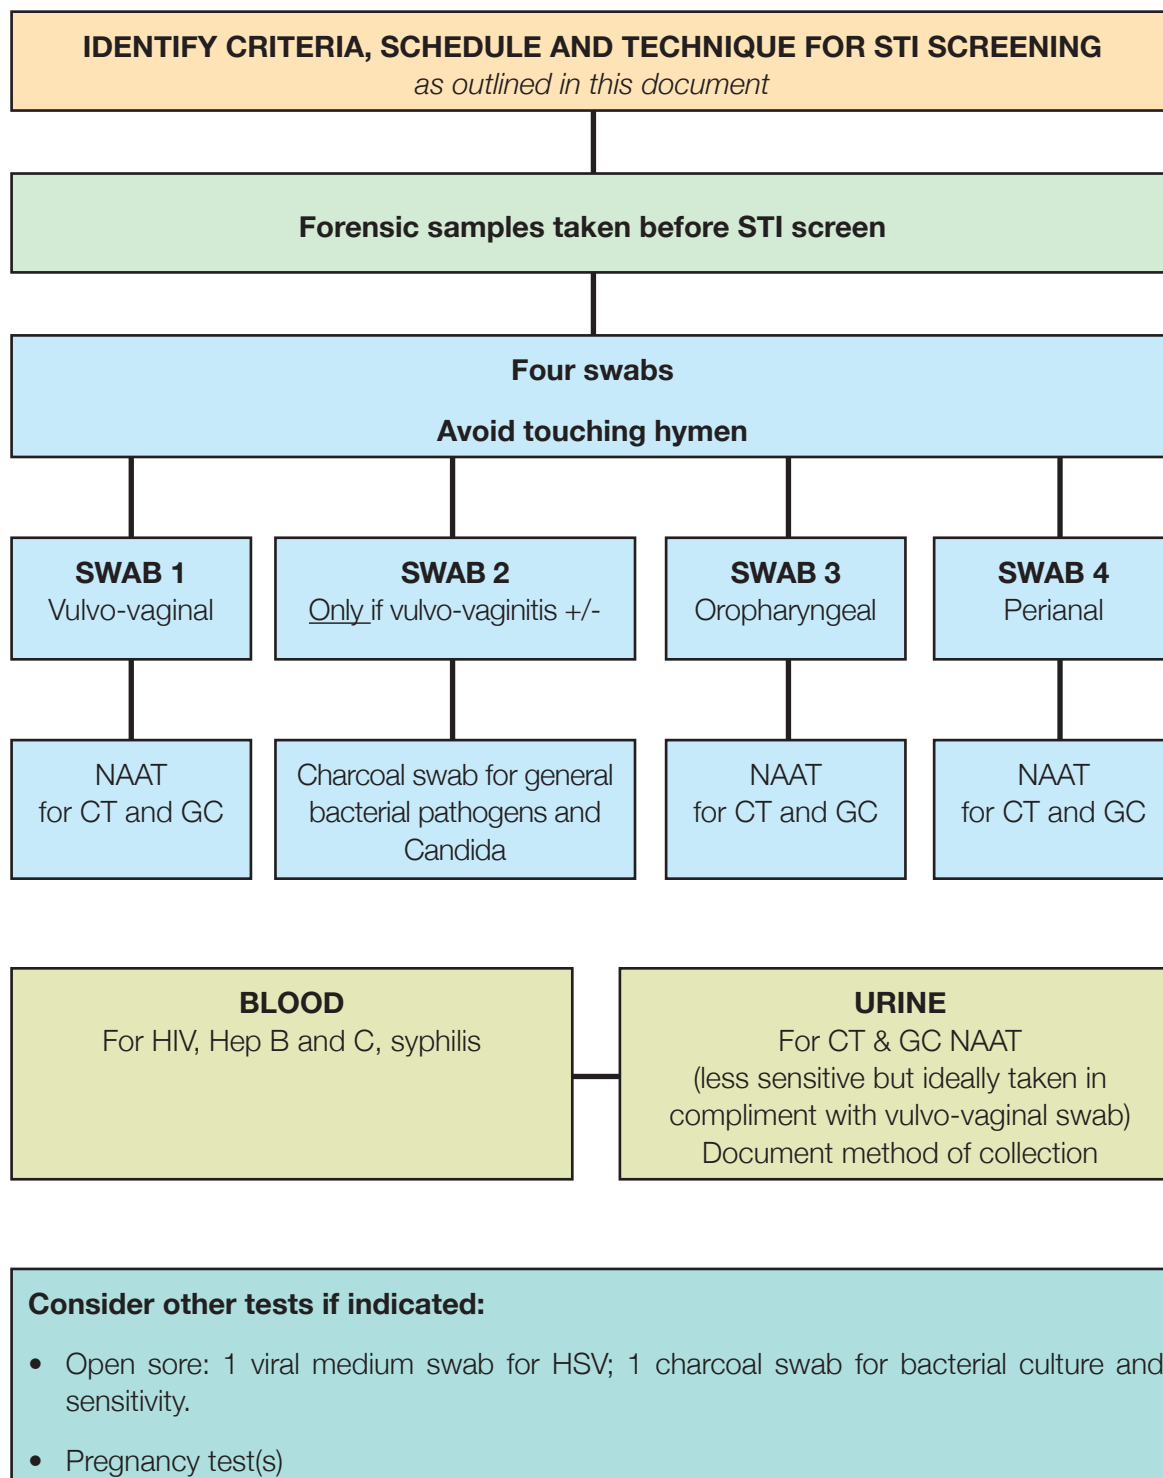 IDENTIFY CRITERIA, SCHEDULE AND TECHNIQUE FOR STI SCREENING
as outlined in this document
Forensic samples taken before STI screen
Four swabs
Avoid touching hymen
SWAB 1
Vulvo-vaginal
SWAB 2
Only if vulvo-vaginitis +/-
SWAB 3
Oropharyngeal
SWAB 4
Perianal
NAAT
for CT and GC
Charcoal swab for general
bacterial pathogens and
Candida
NAAT
for CT and GC
NAAT
for CT and GC
BLOOD
For HIV, Hep B and C, syphilis
URINE
For CT & GC NAAT
(less sensitive but ideally taken in
compliment with vulvo-vaginal swab)
Document method of collection
Consider other tests if indicated:
• Open sore: 1 viral medium swab for HSV; 1 charcoal swab for bacterial culture and
sensitivity.
• Pregnancy test(s)